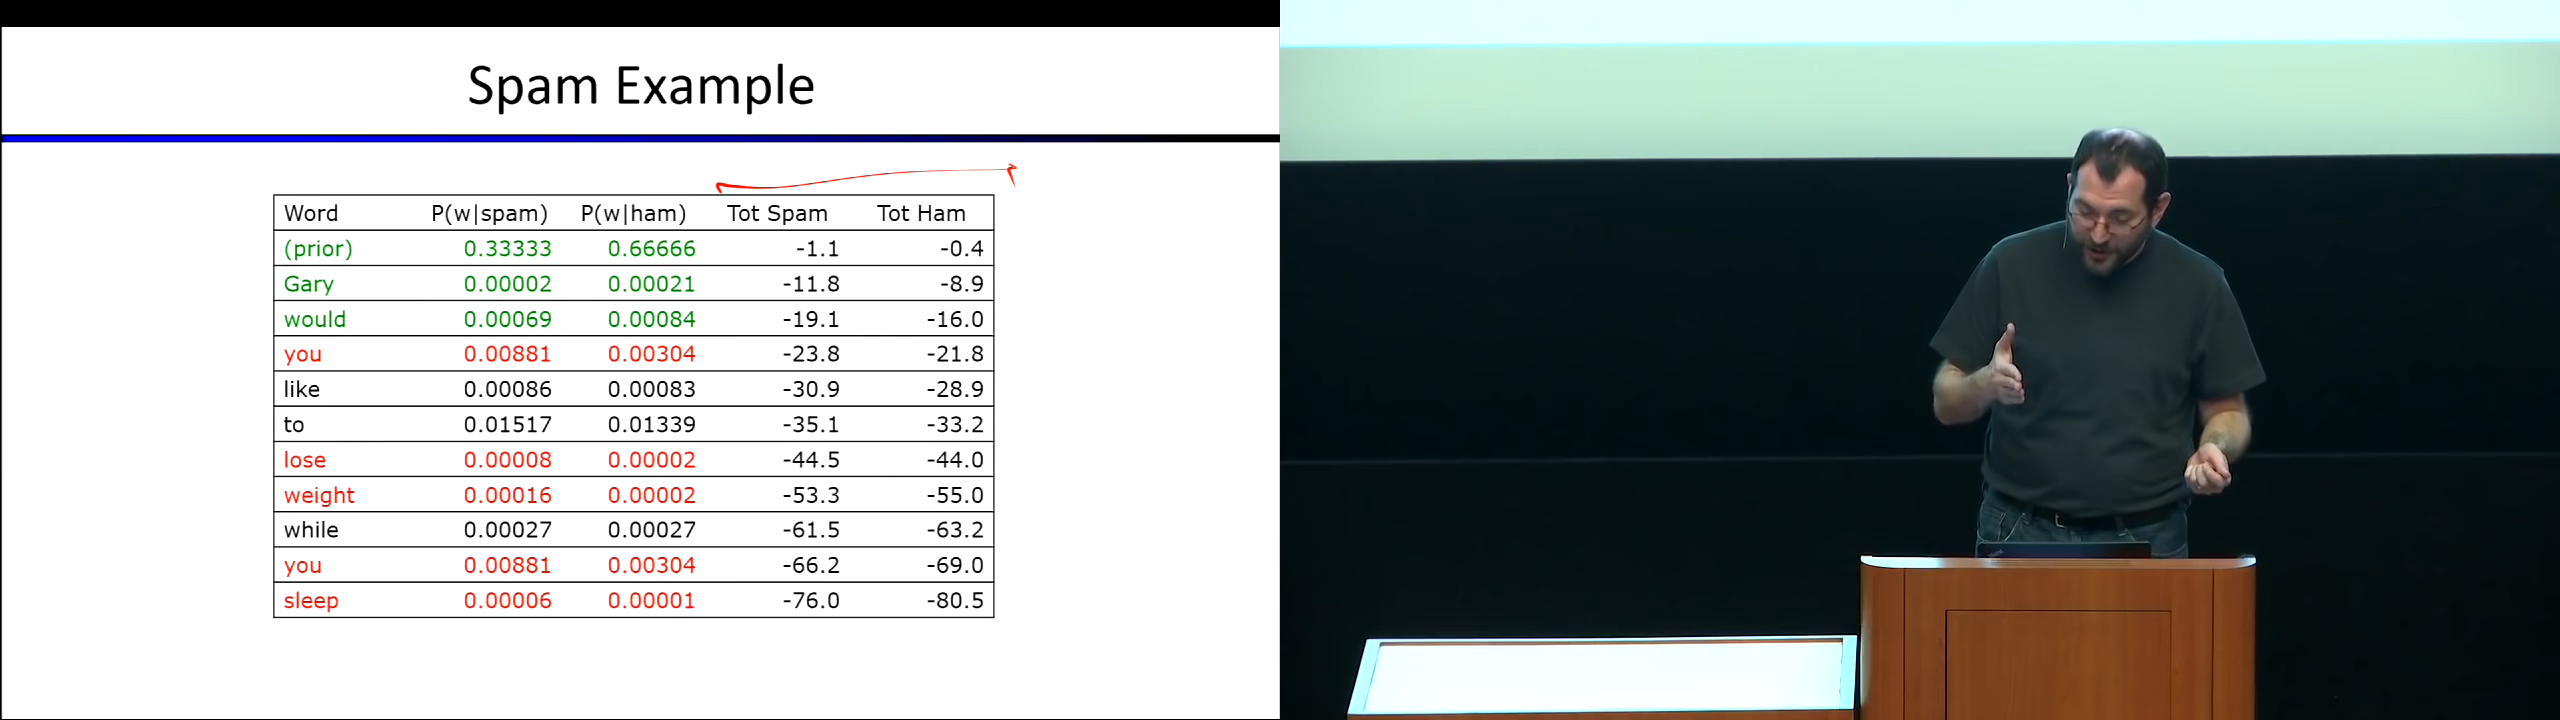 Spam Example
Word P(w|spam) P(w|ham) Tot Spam Tot Ham
(prior) 0.33333 0.66666 -1.1 -0.4
Gary 0.00002 0.00021 -11.8 -8.9
would 0.00069 0.00084 -19.1 -16.0
you 0.00881 0.00304 -23.8 -21.8
like 0.00086 0.00083 -30.9 -28.9
to 0.01517 0.01339 -35.1 -33.2
lose 0.00008 0.00002 -44.5 -44.0
weight 0.00016 0.00002 -53.3 -55.0
while 0.00027 0.00027 -61.5 -63.2
you 0.00881 0.00304 -66.2 -69.0
sleep 0.00006 0.00001 -76.0 -80.5